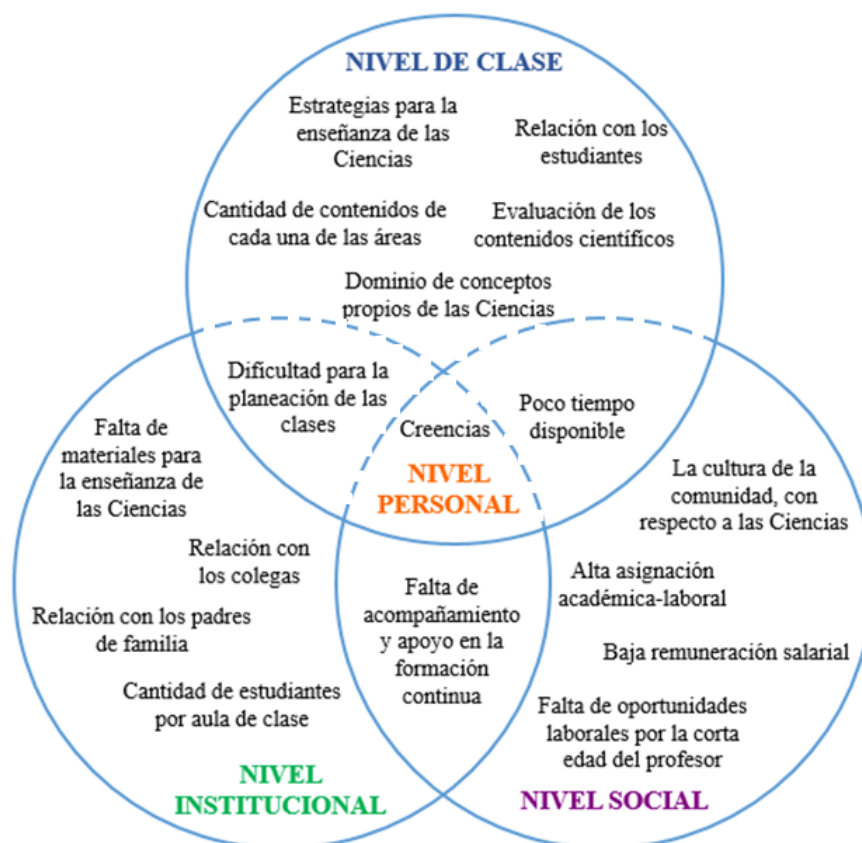 NIVEL DE CLASE
Estrategias para la
enseñanza de las
Ciencias
Relación con los
estudiantes
Cantidad de contenidos de
cada una de las áreas
Evaluación de los
contenidos científicos
Dominio de conceptos
propios de las Ciencias
Dificultad para la
planeación de las
clases
Creencias
Poco tiempo
disponible
NIVEL
PERSONAL
Falta de
materiales para
la enseñanza de
las Ciencias
Relación con
los colegas
Relación con los padres
de familia
Cantidad de estudiantes
por aula de clase
NIVEL
INSTITUCIONAL
Falta de
acompañamiento
y apoyo en la
formación
continua
La cultura de la
comunidad, con
respecto a las Ciencias
Alta asignación
académica-laboral
Baja remuneración salarial
Falta de oportunidades
laborales por la corta
edad del profesor
NIVEL SOCIAL